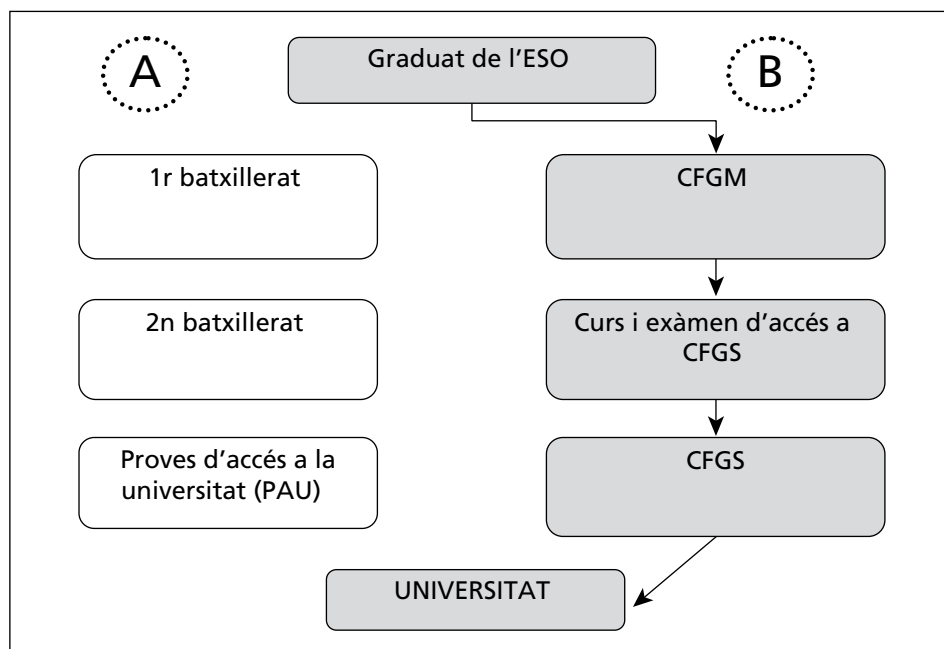 A
Graduat de l'ESO
B
1r batxillerat
CFGM
2n batxillerat
Curs i exàmen d'accés a
CFGS
Proves d'accés a la
universitat (PAU)
CFGS
UNIVERSITAT